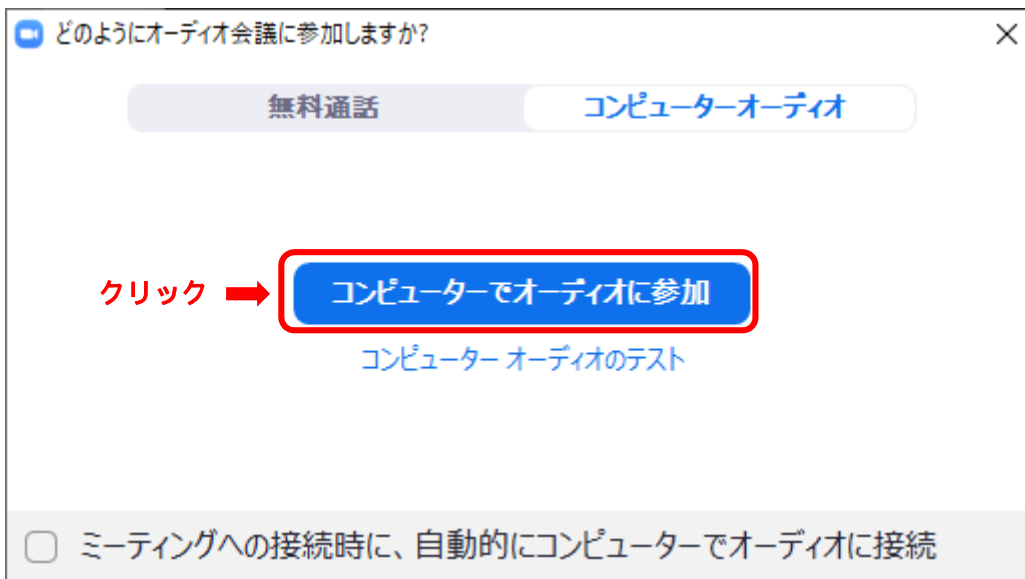 どのようにオーディオ会議に参加しますか?
無料通話 コンピューターオーディオ
クリック ➡ コンピューターでオーディオに参加
コンピューター オーディオのテスト
ミーティングへの接続時に、自動的にコンピューターでオーディオに接続